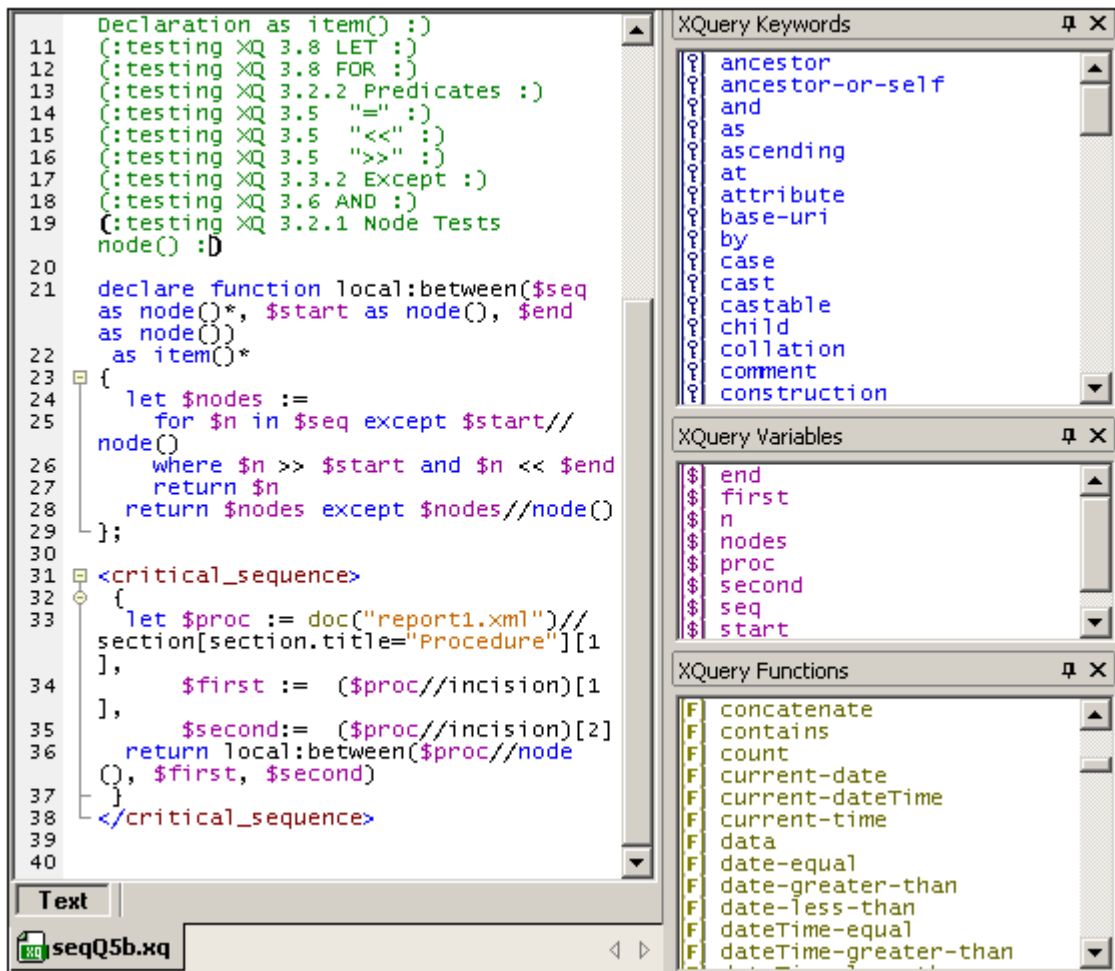 Declaration as item() :)
11 (:testing XQ 3.8 LET :)
12 (:testing XQ 3.8 FOR :)
13 (:testing XQ 3.2.2 Predicates :)
14 (:testing XQ 3.5  "=" :)
15 (:testing XQ 3.5  "<<" :)
16 (:testing XQ 3.5  ">>" :)
17 (:testing XQ 3.3.2 Except :)
18 (:testing XQ 3.6 AND :)
19 (:testing XQ 3.2.1 Node Tests
node() :)
20
21 declare function local:between($seq
as node()*, $start as node(), $end
as node())
22 as item()*
23 {
24 let $nodes :=
25 for $n in $seq except $start//
node()
26 where $n >> $start and $n << $end
27 return $n
28 return $nodes except $nodes//node()
29 };
30
31 <critical_sequence>
32 {
33 let $proc := doc("report1.xml")//
section[section.title="Procedure"][1
],
34 $first :=  ($proc//incision)[1
],
35 $second:=  ($proc//incision)[2]
36 return local:between($proc//node
(), $first, $second)
37 }
38 </critical_sequence>
39
40
Text
seqQ5b.xq
XQuery Keywords
ancestor
ancestor-or-self
and
as
ascending
at
attribute
base-uri
by
case
cast
castable
child
collation
comment
construction
XQuery Variables
$ end
$ first
$ n
$ nodes
$ proc
$ second
$ seq
$ start
XQuery Functions
F concatenate
F contains
F count
F current-date
F current-dateTime
F current-time
F data
F date-equal
F date-greater-than
F date-less-than
F dateTime-equal
F dateTime-greater-than